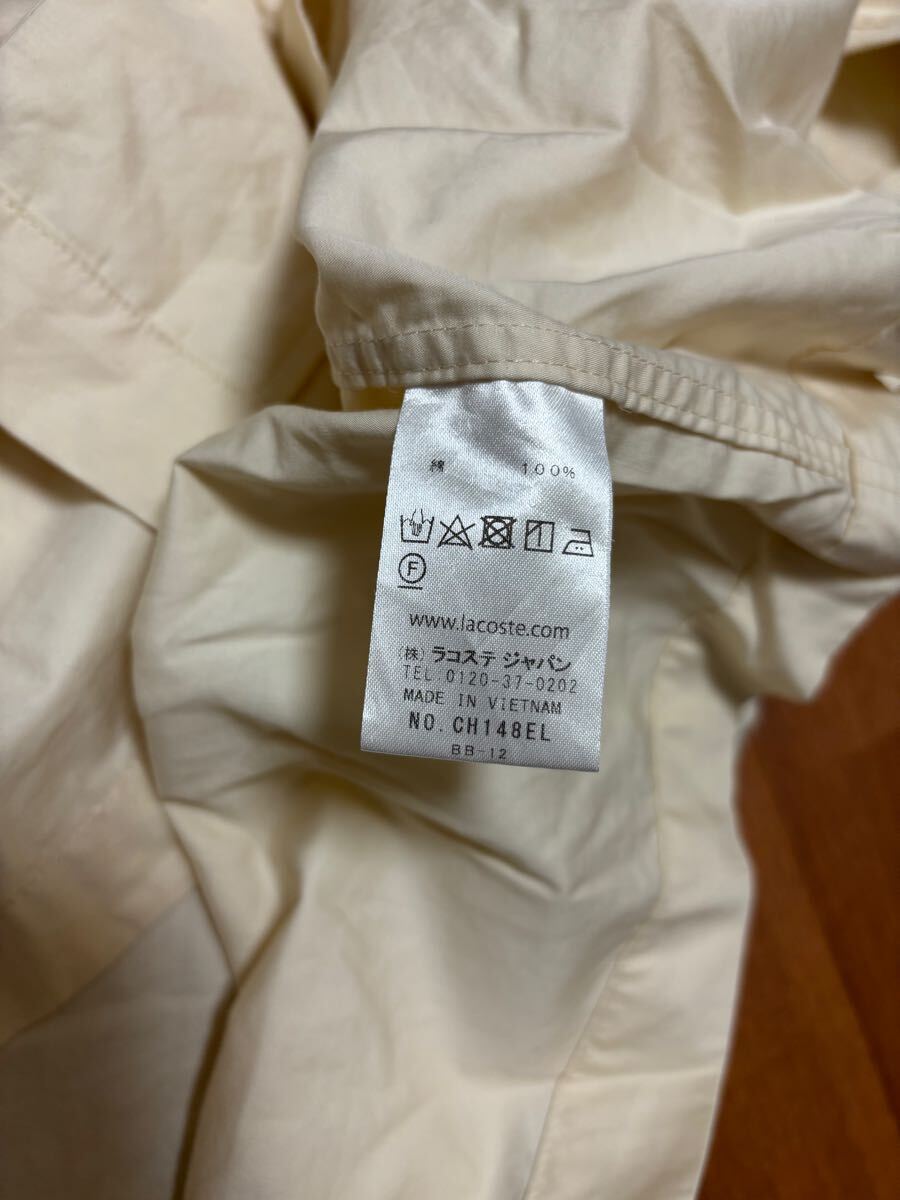 綿 100%
F
www.lacoste.com
(株) ラコステ ジャパン
TEL.0120-37-0202
MADE IN VIETNAM
NO. CH148EL
BB-12